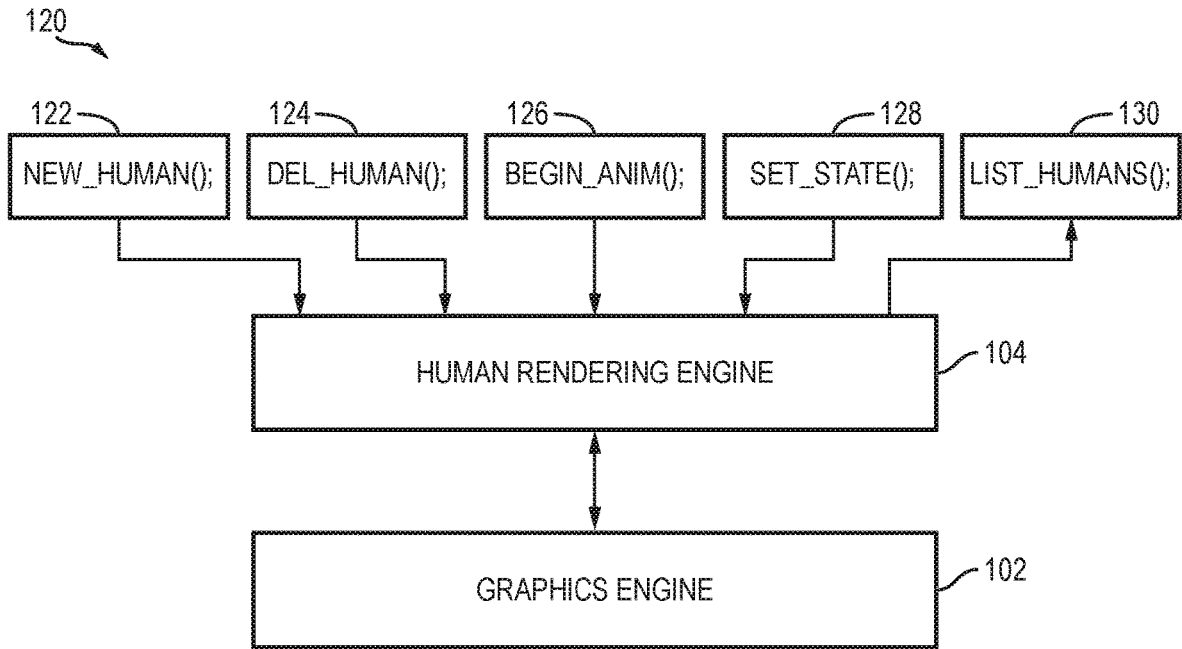 120
122 124 126 128 130
NEW_HUMAN(); DEL_HUMAN(); BEGIN_ANIM(); SET_STATE(); LIST_HUMANS();
HUMAN RENDERING ENGINE 104
GRAPHICS ENGINE 102